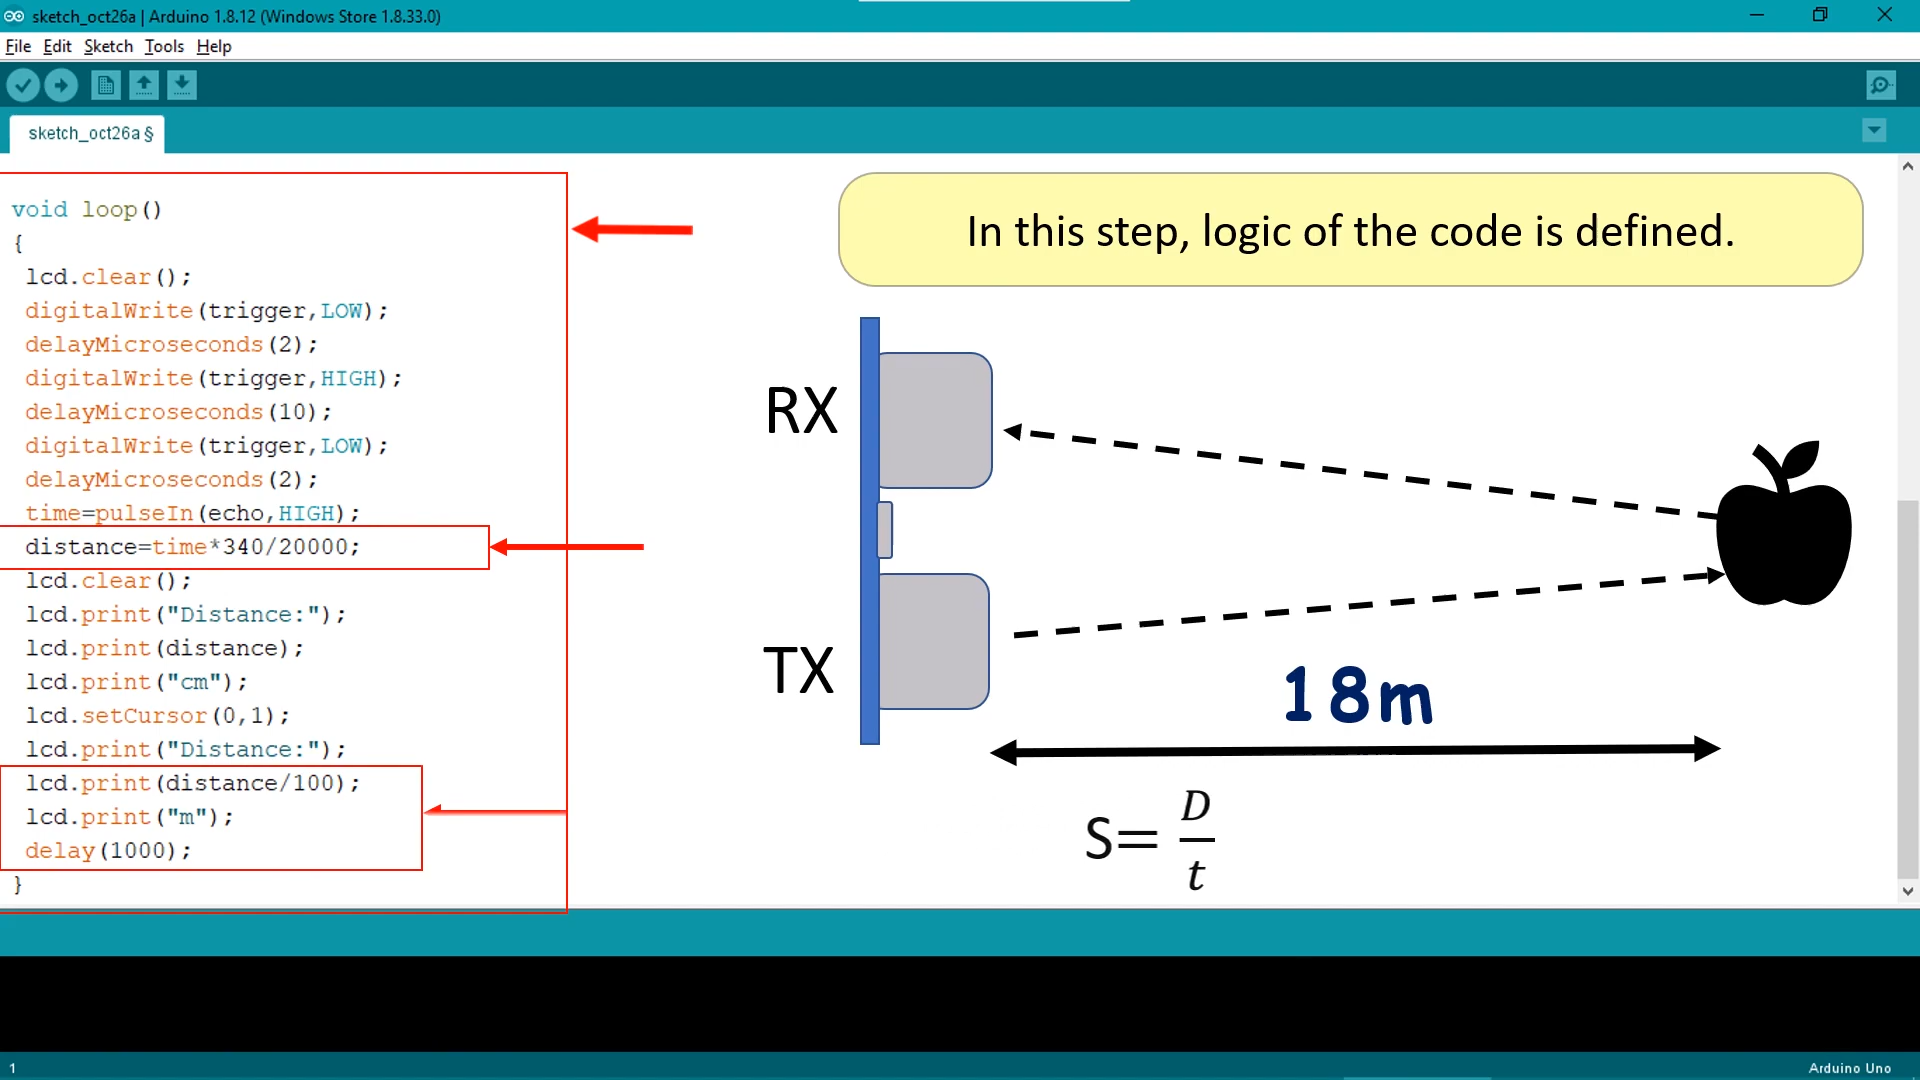 sketch_oct26a | Arduino 1.8.12 (Windows Store 1.8.33.0)
File Edit Sketch Tools Help
sketch_oct26a §
void loop()
{
lcd.clear();
digitalWrite(trigger,LOW);
delayMicroseconds(2);
digitalWrite(trigger,HIGH);
delayMicroseconds(10);
digitalWrite(trigger,LOW);
delayMicroseconds(2);
time=pulseIn(echo,HIGH);
distance=time*340/20000;
lcd.clear();
lcd.print("Distance:");
lcd.print(distance);
lcd.print("cm");
lcd.setCursor(0,1);
lcd.print("Distance:");
lcd.print(distance/100);
lcd.print("m");
delay(1000);
}
In this step, logic of the code is defined.
RX
TX
18m
S= D/t
1
Arduino Uno